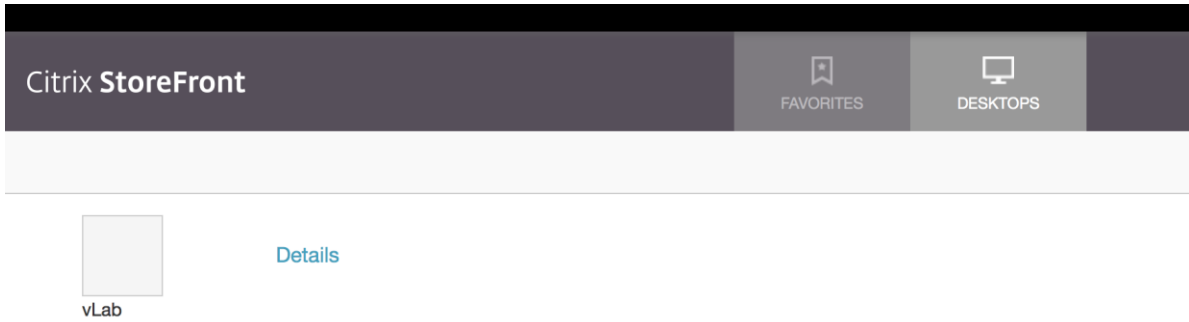 Citrix StoreFront
FAVORITES
DESKTOPS
Details
vLab